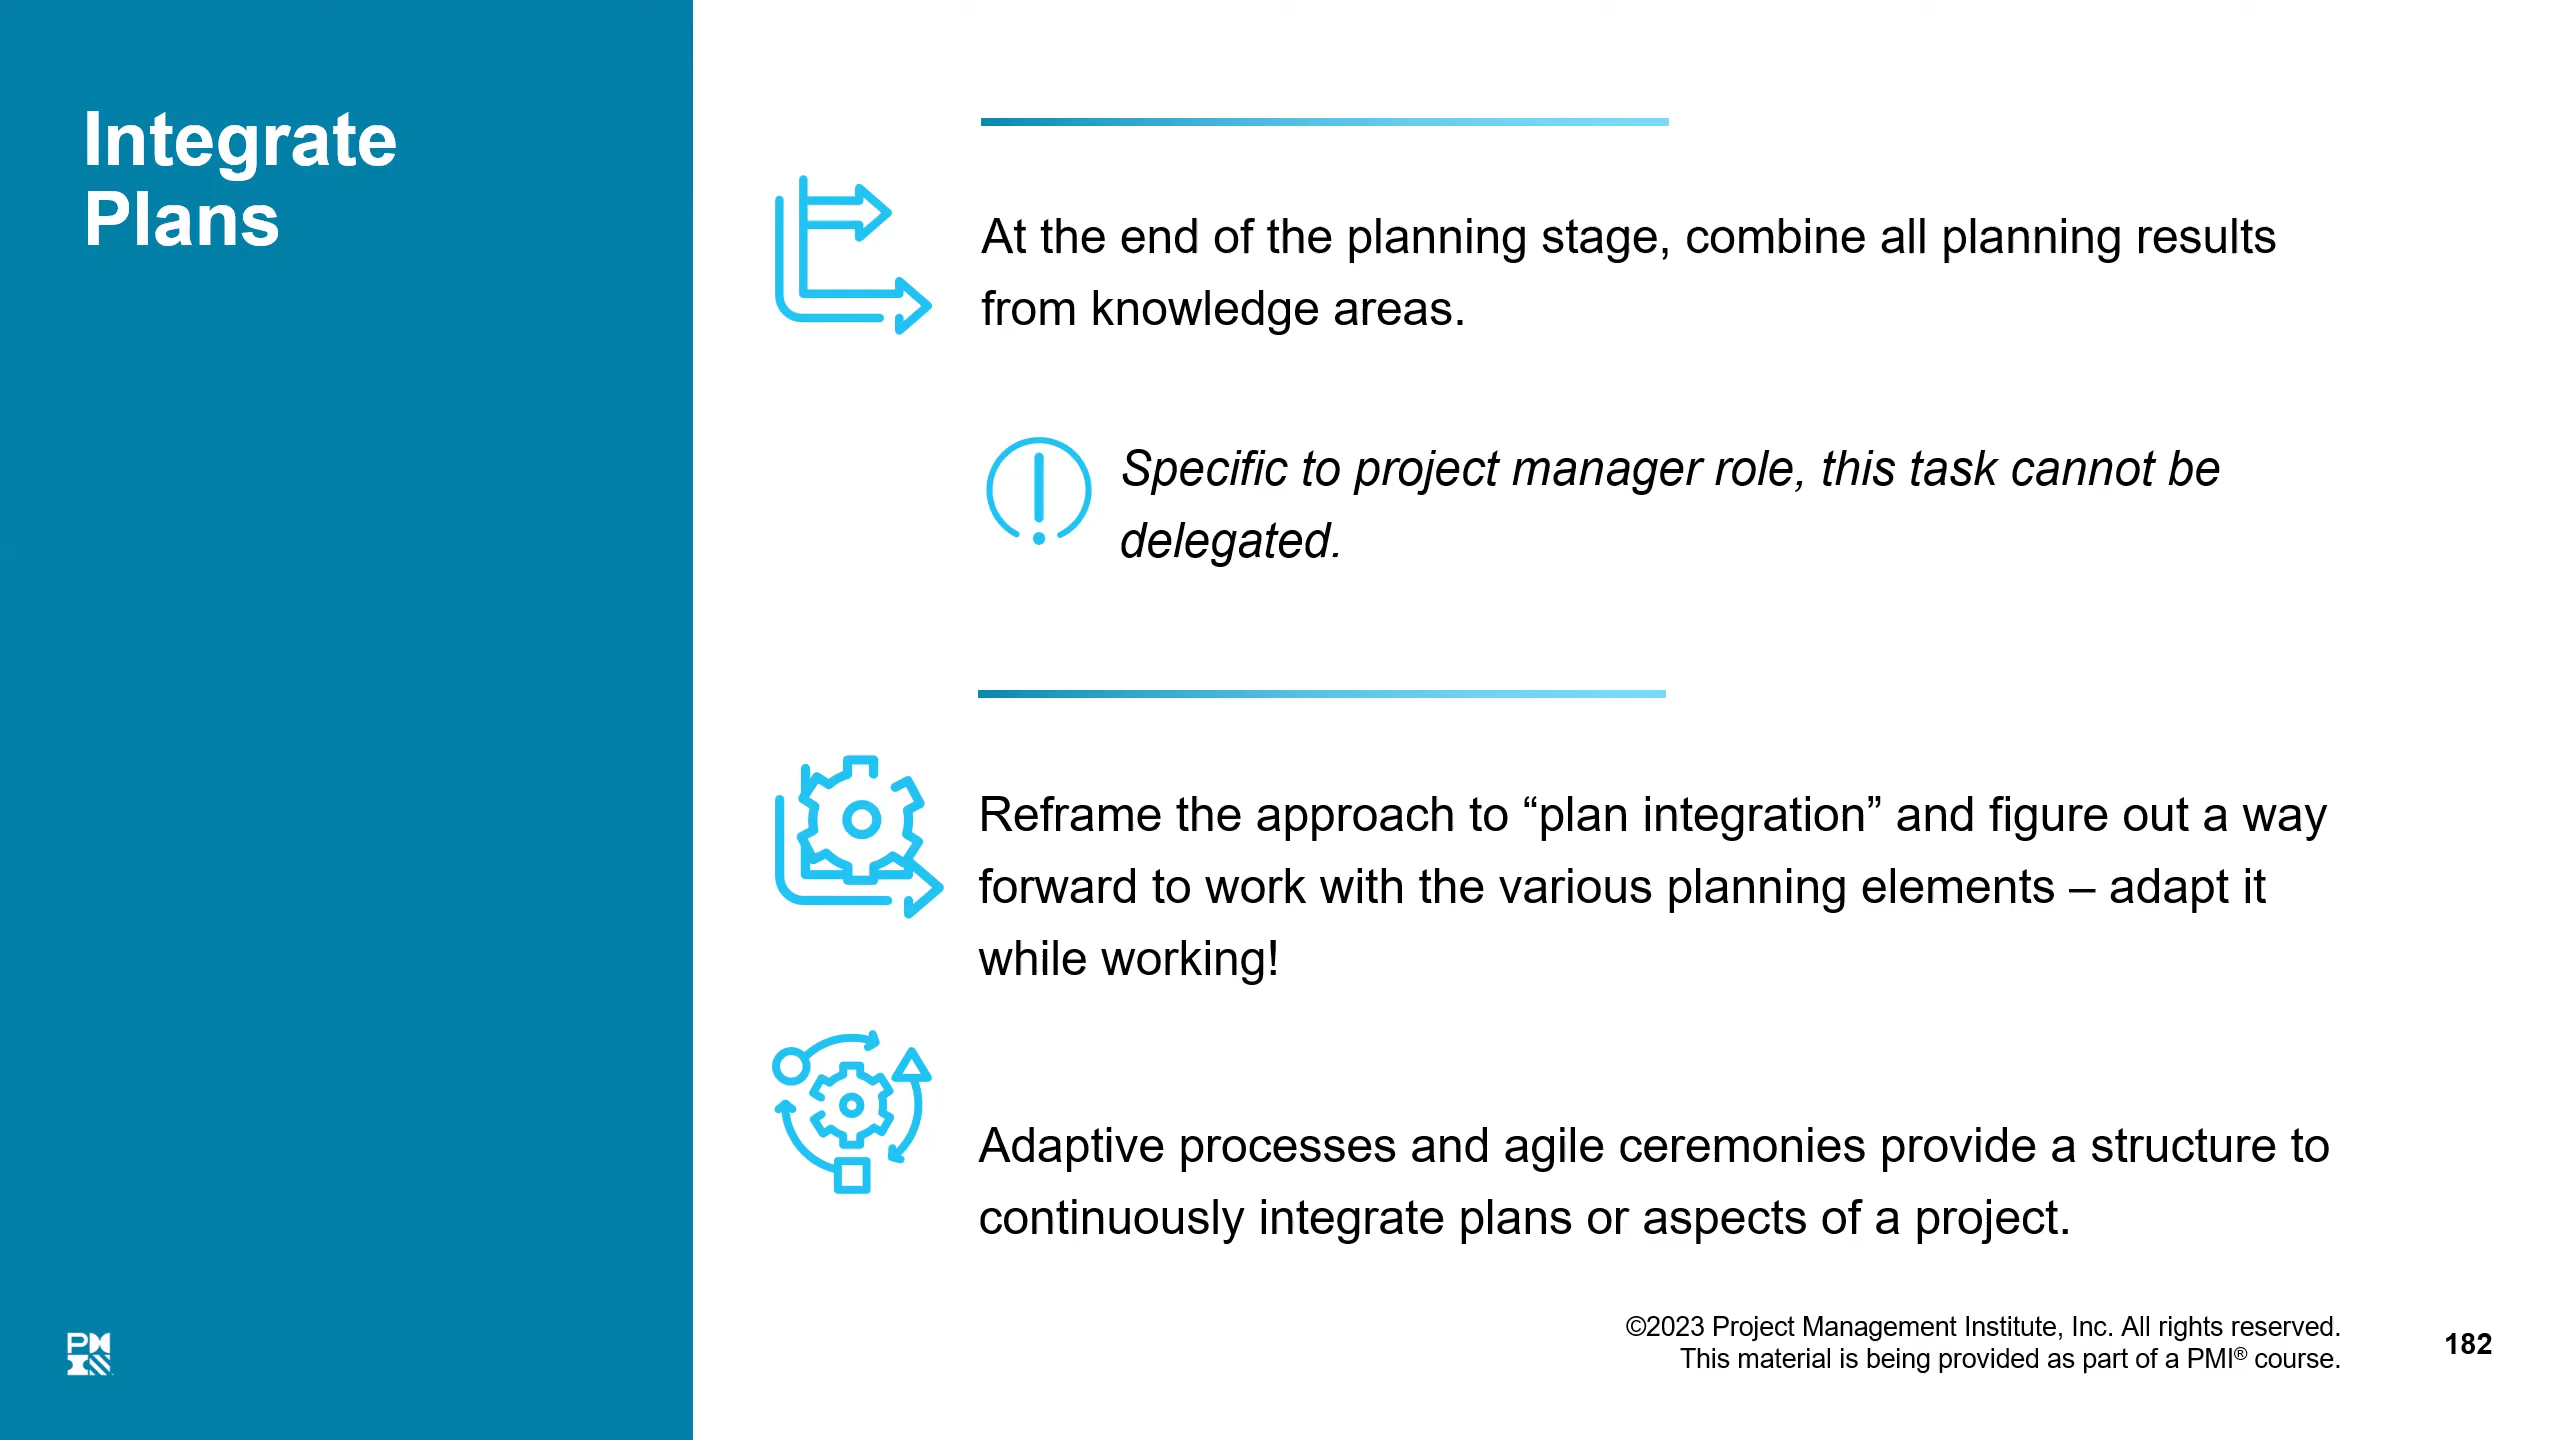 Integrate
Plans
At the end of the planning stage, combine all planning results
from knowledge areas.
Specific to project manager role, this task cannot be
delegated.
Reframe the approach to “plan integration” and figure out a way
forward to work with the various planning elements – adapt it
while working!
Adaptive processes and agile ceremonies provide a structure to
continuously integrate plans or aspects of a project.
©2023 Project Management Institute, Inc. All rights reserved.
This material is being provided as part of a PMI® course.
182